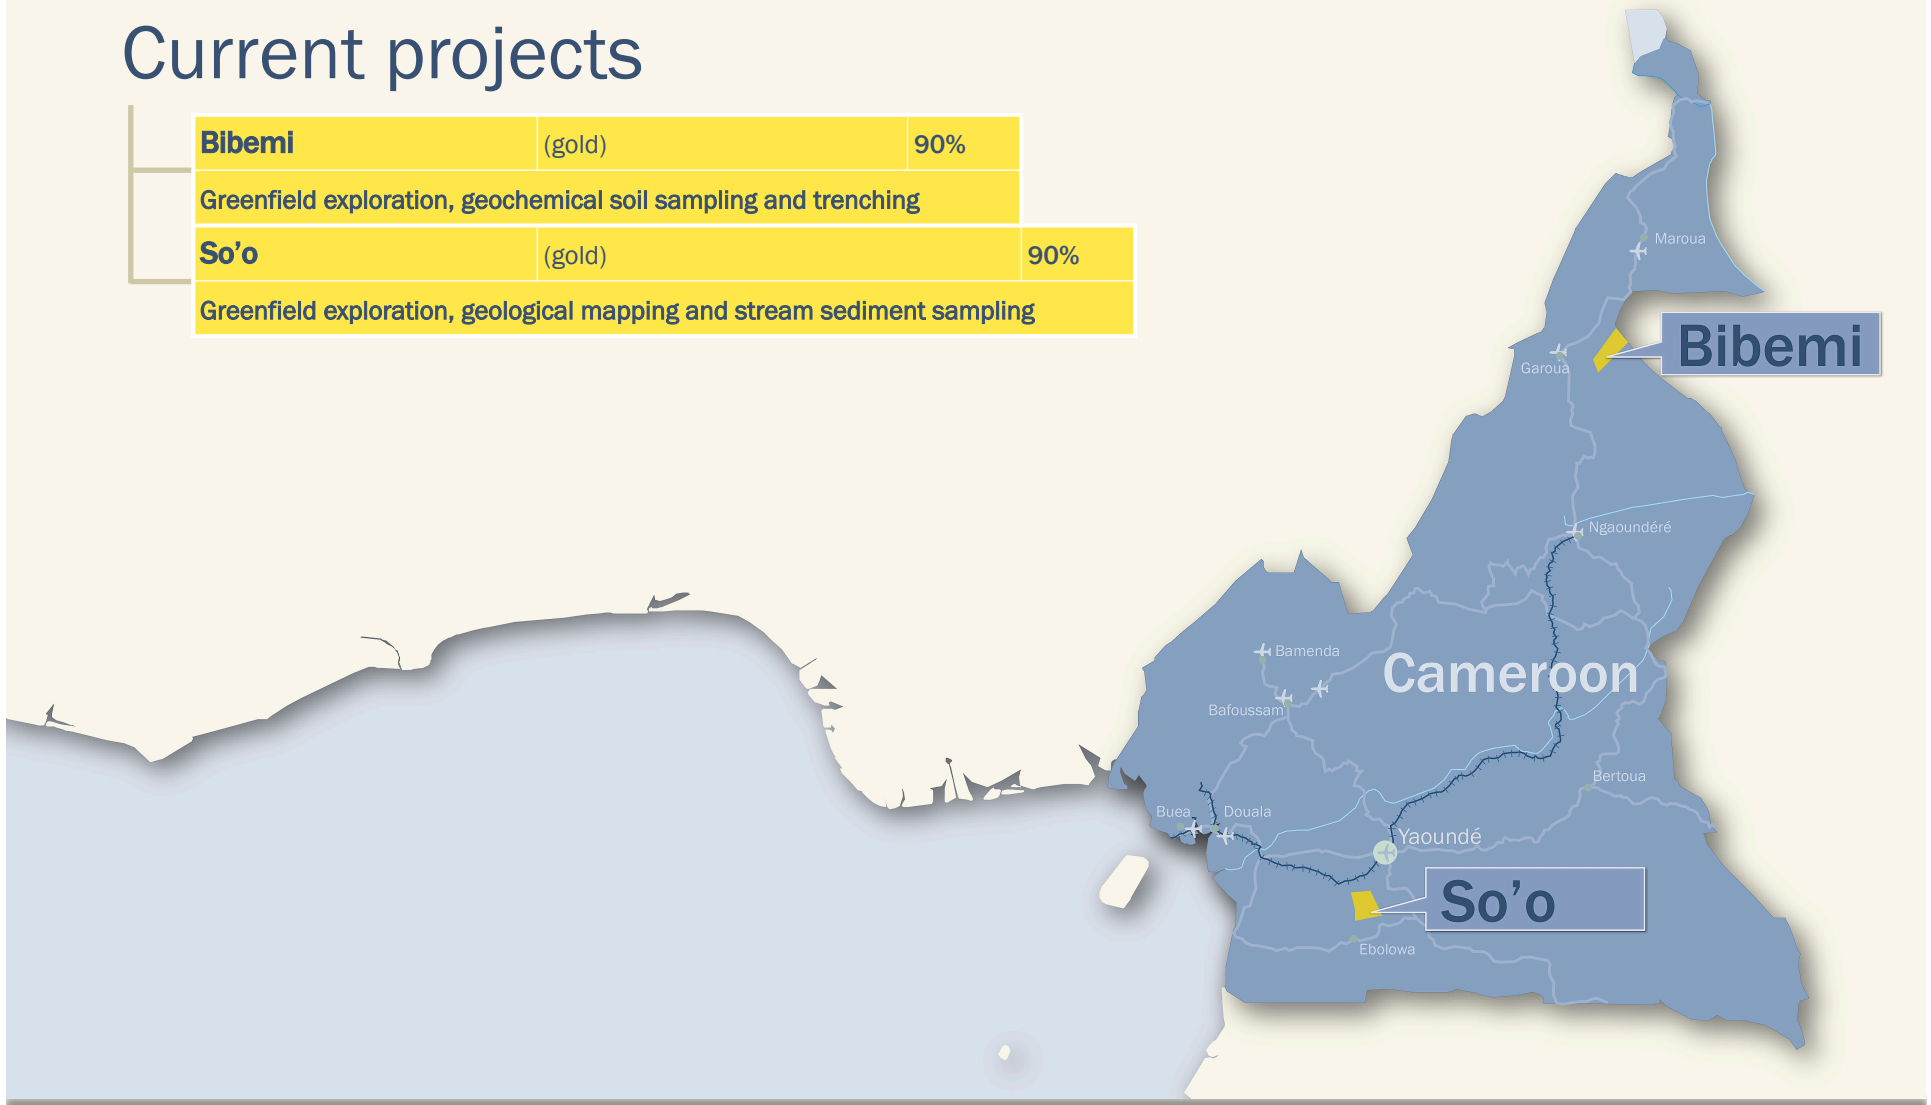 Current projects
Bibemi (gold) 90%
Greenfield exploration, geochemical soil sampling and trenching
So’o (gold) 90%
Greenfield exploration, geological mapping and stream sediment sampling
Maroua
Bibemi
Garoua
Ngaoundéré
Bamenda
Cameroon
Bafoussam
Bertoua
Buea
Douala
Yaoundé
So’o
Ebolowa